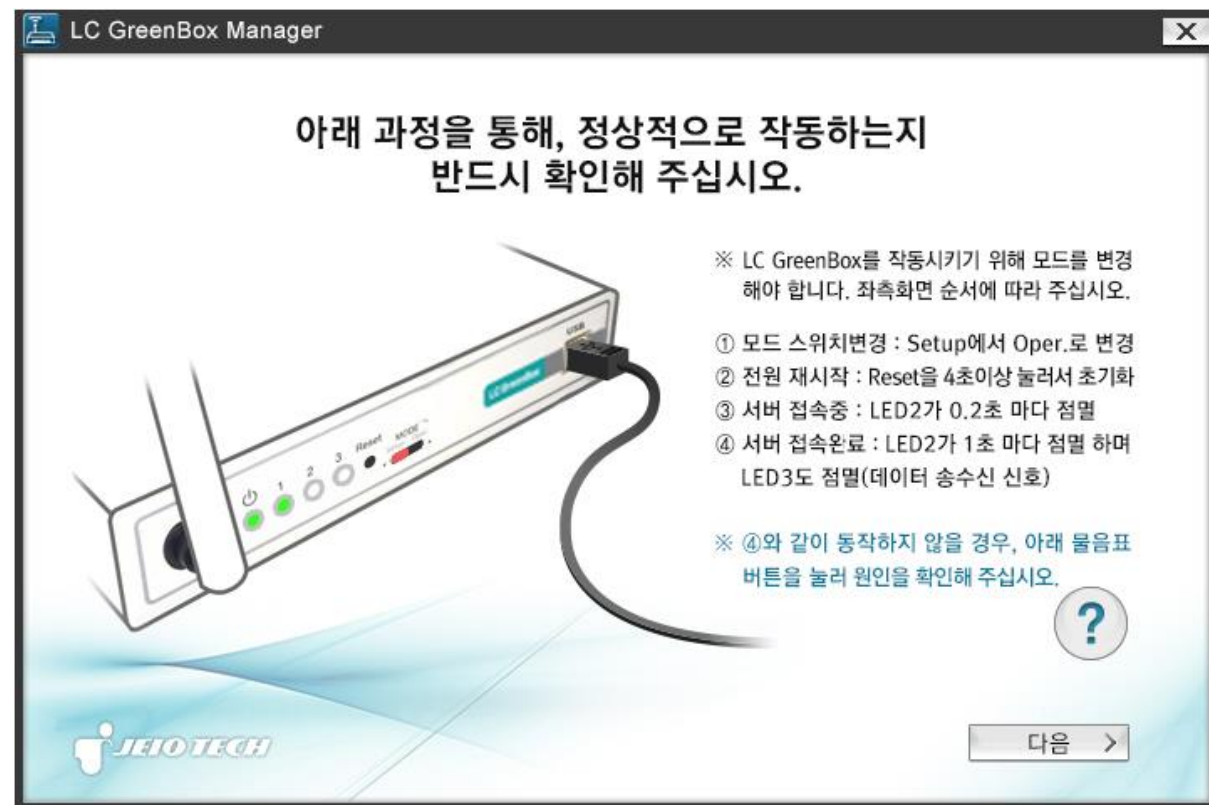 LC GreenBox Manager
아래 과정을 통해, 정상적으로 작동하는지
반드시 확인해 주십시오.
※ LC GreenBox를 작동시키기 위해 모드를 변경
해야 합니다. 좌측화면 순서에 따라 주십시오.
① 모드 스위치변경 : Setup에서 Oper.로 변경
② 전원 재시작 : Reset을 4초이상 눌러서 초기화
③ 서버 접속중 : LED2가 0.2초 마다 점멸
④ 서버 접속완료 : LED2가 1초 마다 점멸 하며
LED3도 점멸(데이터 송수신 신호)
※ ④와 같이 동작하지 않을 경우, 아래 물음표
버튼을 눌러 원인을 확인해 주십시오.
?
USB
LC GreenBox
1 2 3 Reset MODE
JEIO TECH
다음 >